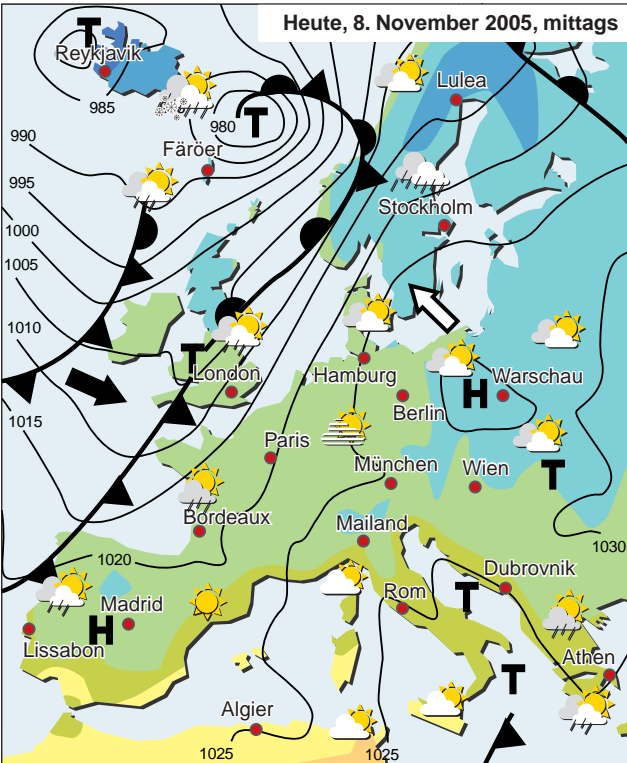 Heute, 8. November 2005, mittags
T
Reykjavik
985
Lulea
980
T
990
Färöer
995
Stockholm
1000
1005
1010
T
London
Hamburg
H
Warschau
Berlin
1015
Paris
München
Wien
T
Bordeaux
Mailand
1030
1020
Dubrovnik
Rom
T
Madrid
H
Lissabon
Athen
T
Algier
1025
1025